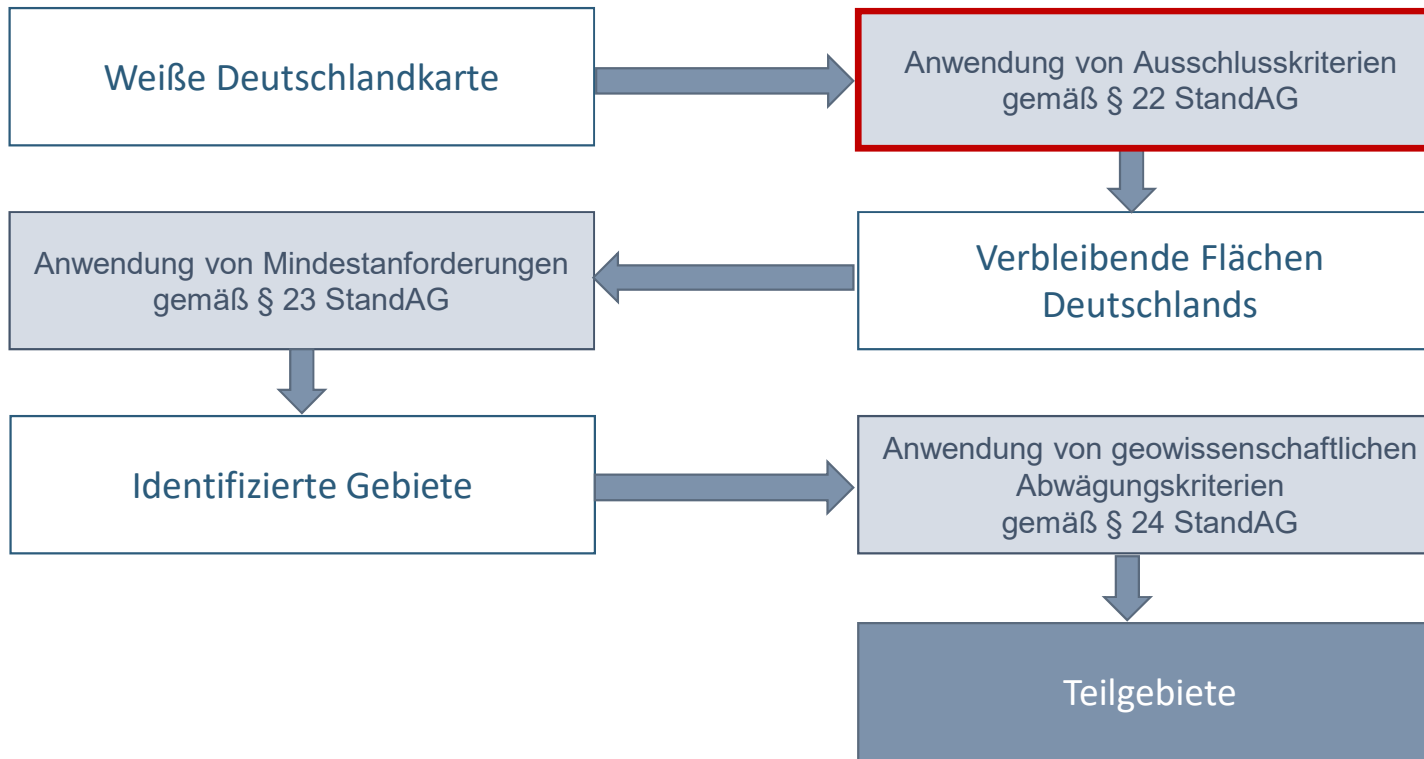 Weiße Deutschlandkarte
Anwendung von Ausschlusskriterien
gemäß § 22 StandAG
Verbleibende Flächen
Deutschlands
Anwendung von Mindestanforderungen
gemäß § 23 StandAG
Identifizierte Gebiete
Anwendung von geowissenschaftlichen
Abwägungskriterien
gemäß § 24 StandAG
Teilgebiete